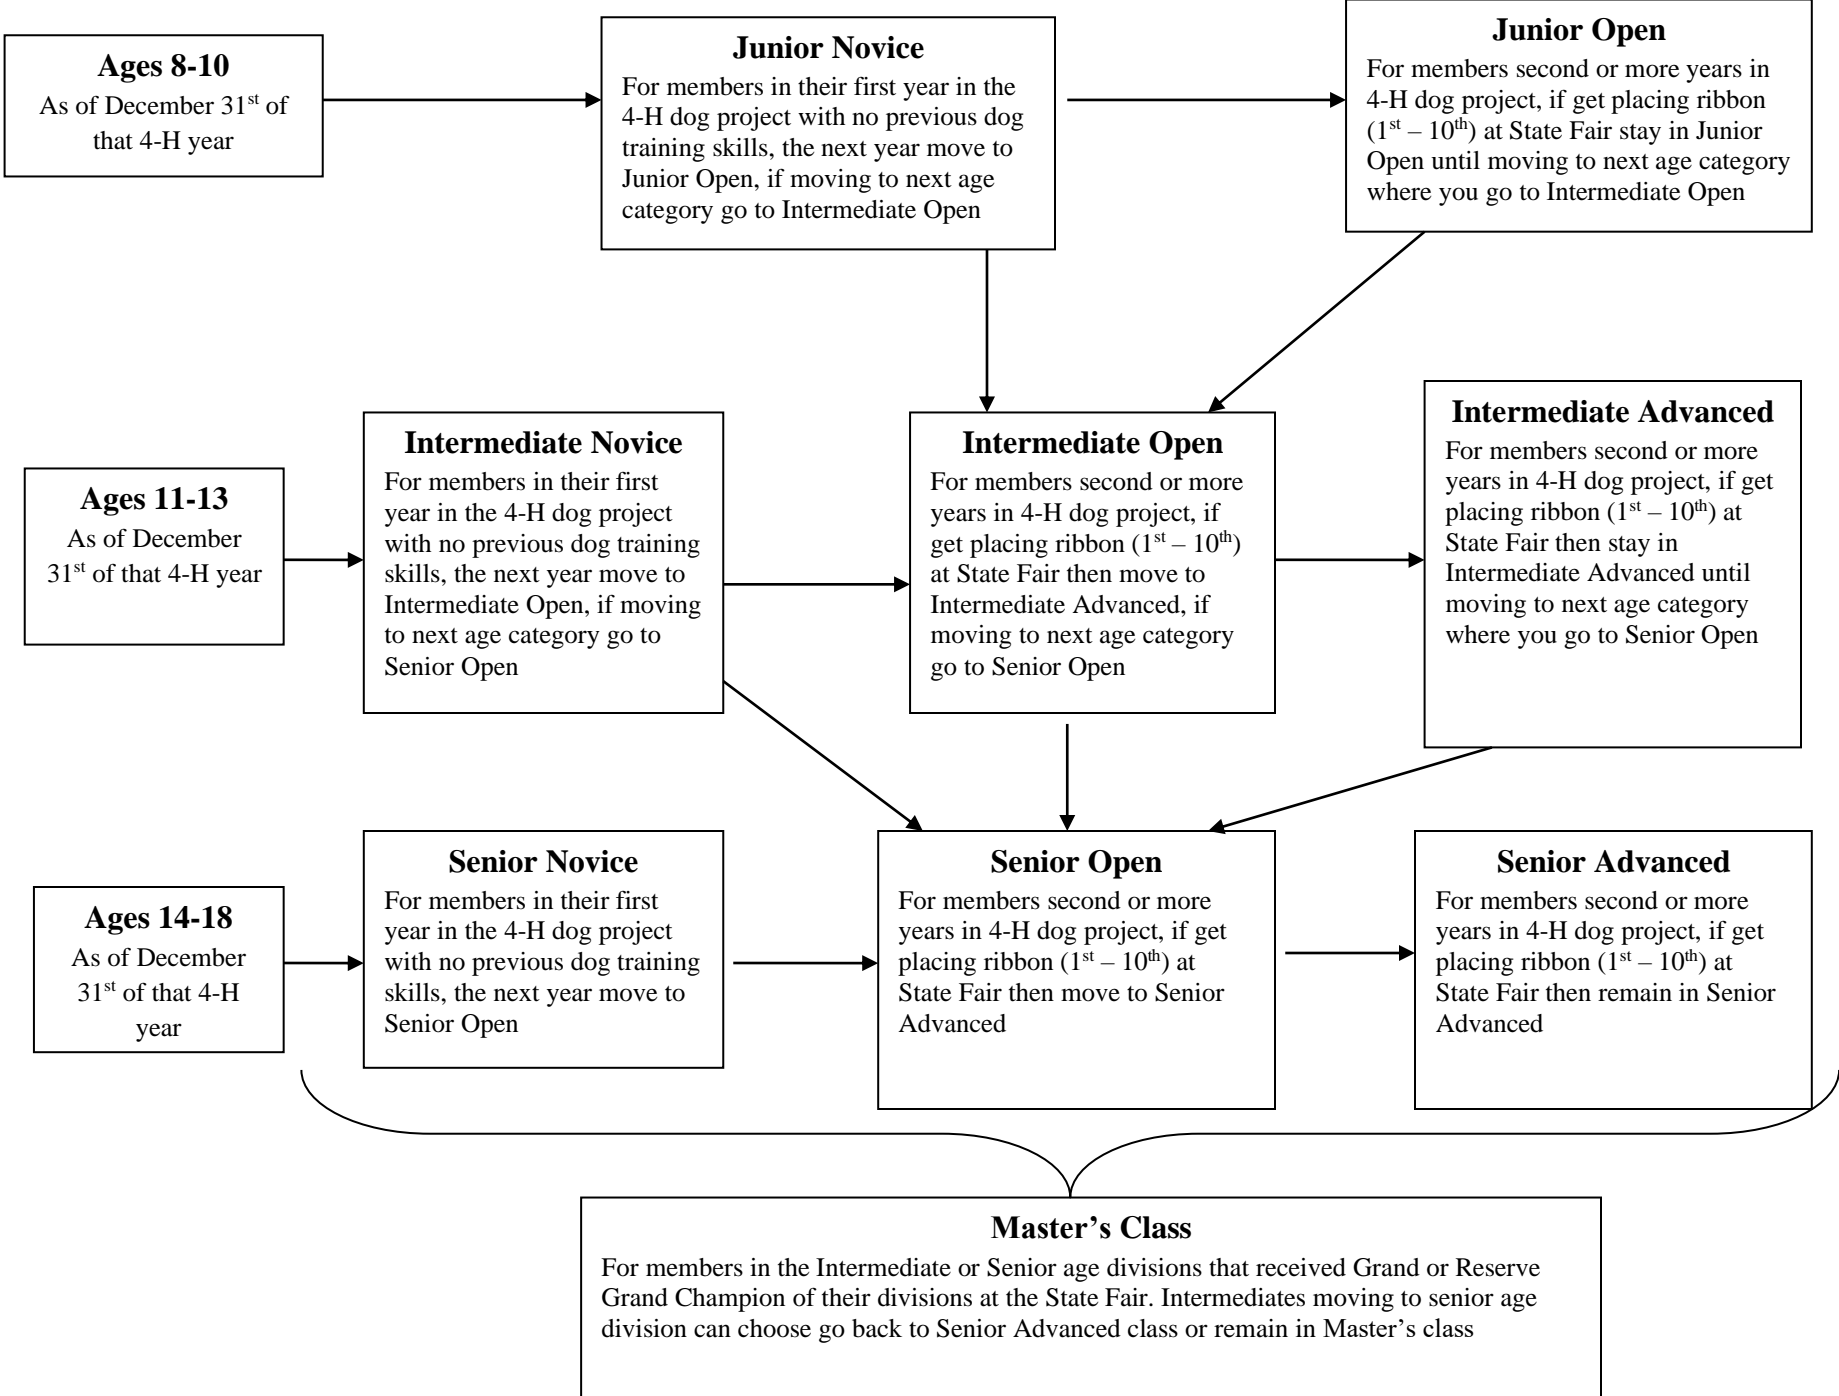 Ages 8-10
As of December 31st of
that 4-H year
Junior Novice
For members in their first year in the
4-H dog project with no previous dog
training skills, the next year move to
Junior Open, if moving to next age
category go to Intermediate Open
Junior Open
For members second or more years in
4-H dog project, if get placing ribbon
(1st – 10th) at State Fair stay in Junior
Open until moving to next age category
where you go to Intermediate Open
Ages 11-13
As of December
31st of that 4-H year
Intermediate Novice
For members in their first
year in the 4-H dog project
with no previous dog training
skills, the next year move to
Intermediate Open, if moving
to next age category go to
Senior Open
Intermediate Open
For members second or more
years in 4-H dog project, if
get placing ribbon (1st – 10th)
at State Fair then move to
Intermediate Advanced, if
moving to next age category
go to Senior Open
Intermediate Advanced
For members second or more
years in 4-H dog project, if get
placing ribbon (1st – 10th) at
State Fair then stay in
Intermediate Advanced until
moving to next age category
where you go to Senior Open
Ages 14-18
As of December
31st of that 4-H
year
Senior Novice
For members in their first
year in the 4-H dog project
with no previous dog training
skills, the next year move to
Senior Open
Senior Open
For members second or more
years in 4-H dog project, if get
placing ribbon (1st – 10th) at
State Fair then move to Senior
Advanced
Senior Advanced
For members second or more
years in 4-H dog project, if get
placing ribbon (1st – 10th) at
State Fair then remain in Senior
Advanced
Master’s Class
For members in the Intermediate or Senior age divisions that received Grand or Reserve
Grand Champion of their divisions at the State Fair. Intermediates moving to senior age
division can choose go back to Senior Advanced class or remain in Master’s class